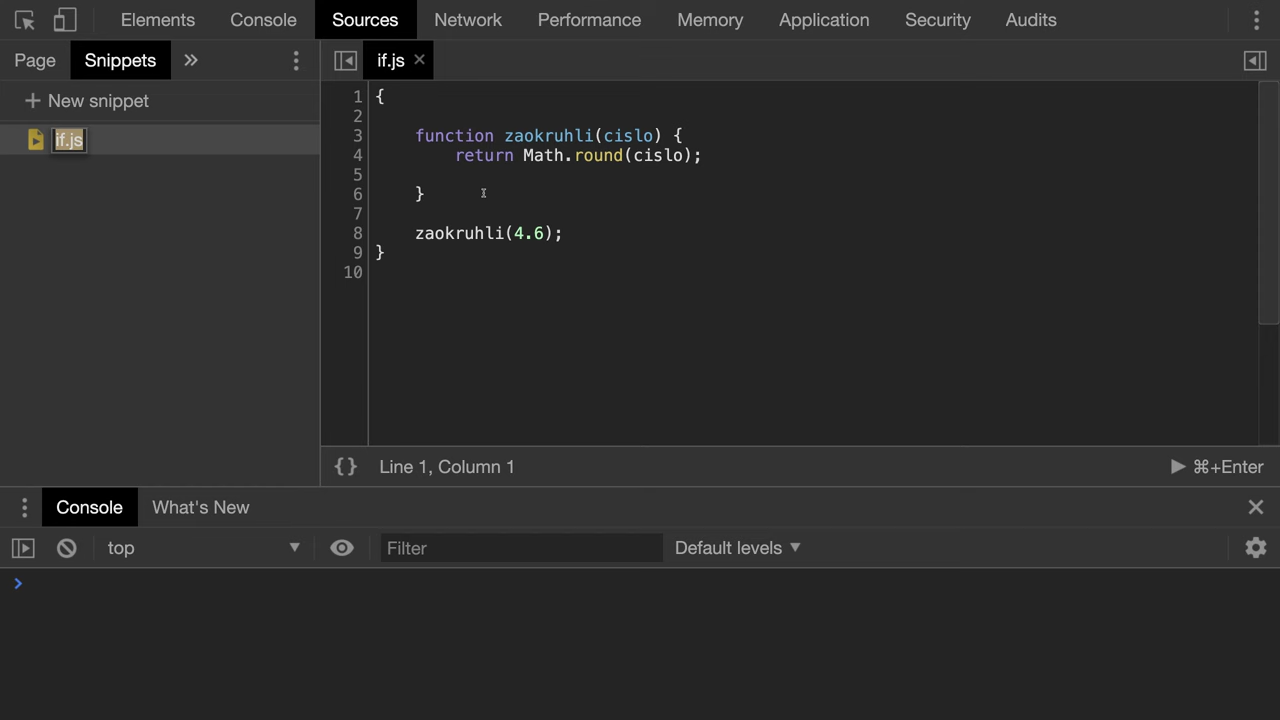 Elements Console Sources Network Performance Memory Application Security Audits
Page Snippets » if.js ×
+ New snippet
if.js
1 {
2
3 function zaokruhli(cislo) {
4 return Math.round(cislo);
5
6 }
7
8 zaokruhli(4.6);
9 }
10
{} Line 1, Column 1 ⌘+Enter
Console What's New
top Filter Default levels
>